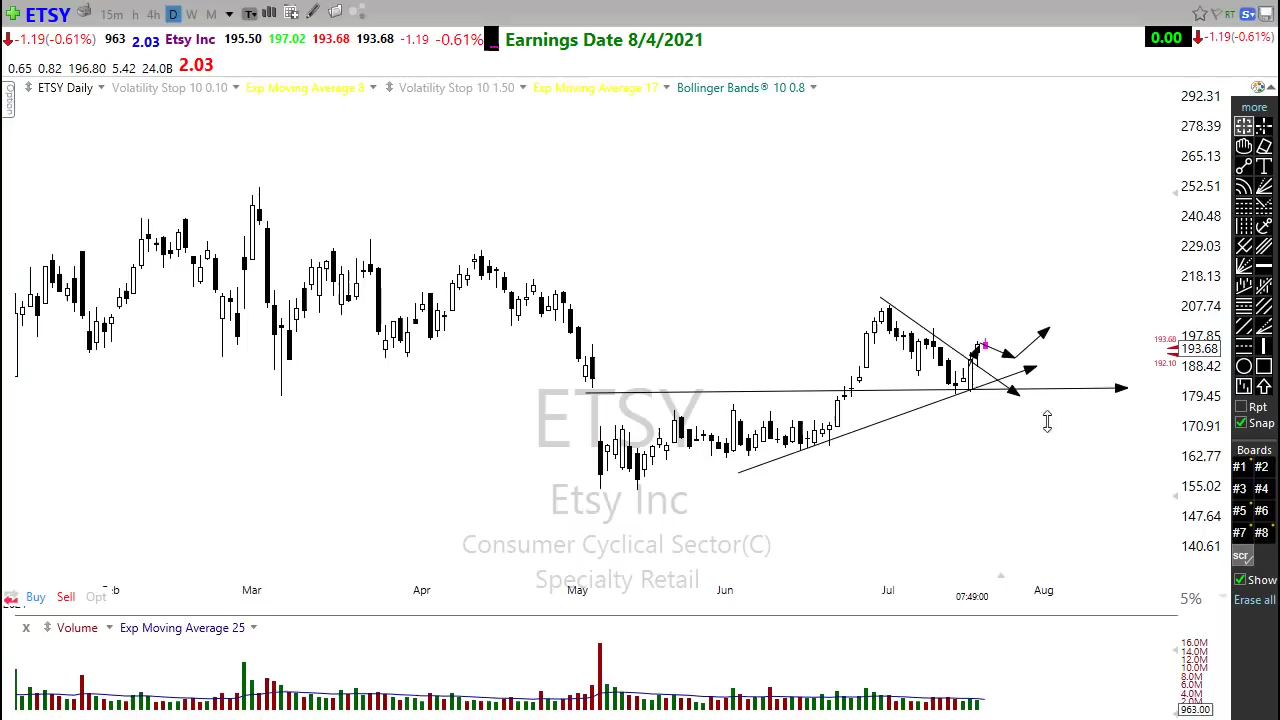 ETSY 15m h 4h D W M T RT S
-1.19(-0.61%) 963 2.03 Etsy Inc 195.50 197.02 193.68 193.68 -1.19 -0.61% Earnings Date 8/4/2021 0.00 -1.19(-0.61%)
0.65 0.82 196.80 5.42 24.0B 2.03
Option
ETSY Daily Volatility Stop 10 0.10 Exp Moving Average 8 Volatility Stop 10 1.50 Exp Moving Average 17 Bollinger Bands® 10 0.8
292.31
278.39
265.13
252.51
240.48
229.03
218.13
207.74
197.85
193.68
193.68
192.10
188.42
179.45
170.91
162.77
155.02
147.64
140.61
ETSY
Etsy Inc
Consumer Cyclical Sector(C)
Specialty Retail
Mar Apr May Jun Jul 07:49:00 Aug
Buy Sell Opt
5%
X Volume Exp Moving Average 25
16.0M
14.0M
12.0M
10.0M
8.0M
6.0M
4.0M
963.00
more
T
Rpt
Snap
Boards
#1 #2
#3 #4
#5 #6
#7 #8
scr
Show
Erase all